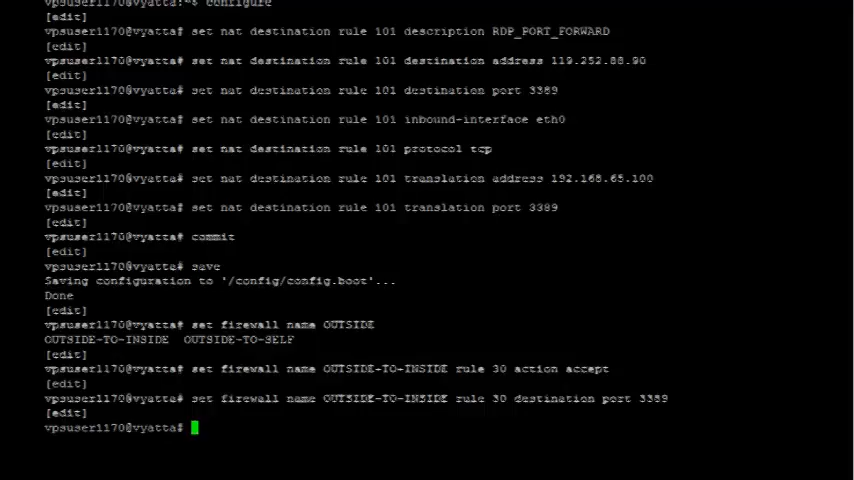 vpsuser1170@vyatta:~$ configure
[edit]
vpsuser1170@vyatta# set nat destination rule 101 description RDP_PORT_FORWARD
[edit]
vpsuser1170@vyatta# set nat destination rule 101 destination address 119.252.88.90
[edit]
vpsuser1170@vyatta# set nat destination rule 101 destination port 3389
[edit]
vpsuser1170@vyatta# set nat destination rule 101 inbound-interface eth0
[edit]
vpsuser1170@vyatta# set nat destination rule 101 protocol tcp
[edit]
vpsuser1170@vyatta# set nat destination rule 101 translation address 192.168.65.100
[edit]
vpsuser1170@vyatta# set nat destination rule 101 translation port 3389
[edit]
vpsuser1170@vyatta# commit
[edit]
vpsuser1170@vyatta# save
Saving configuration to '/config/config.boot'...
Done
[edit]
vpsuser1170@vyatta# set firewall name OUTSIDE
OUTSIDE-TO-INSIDE  OUTSIDE-TO-SELF
[edit]
vpsuser1170@vyatta# set firewall name OUTSIDE-TO-INSIDE rule 30 action accept
[edit]
vpsuser1170@vyatta# set firewall name OUTSIDE-TO-INSIDE rule 30 destination port 3389
[edit]
vpsuser1170@vyatta#